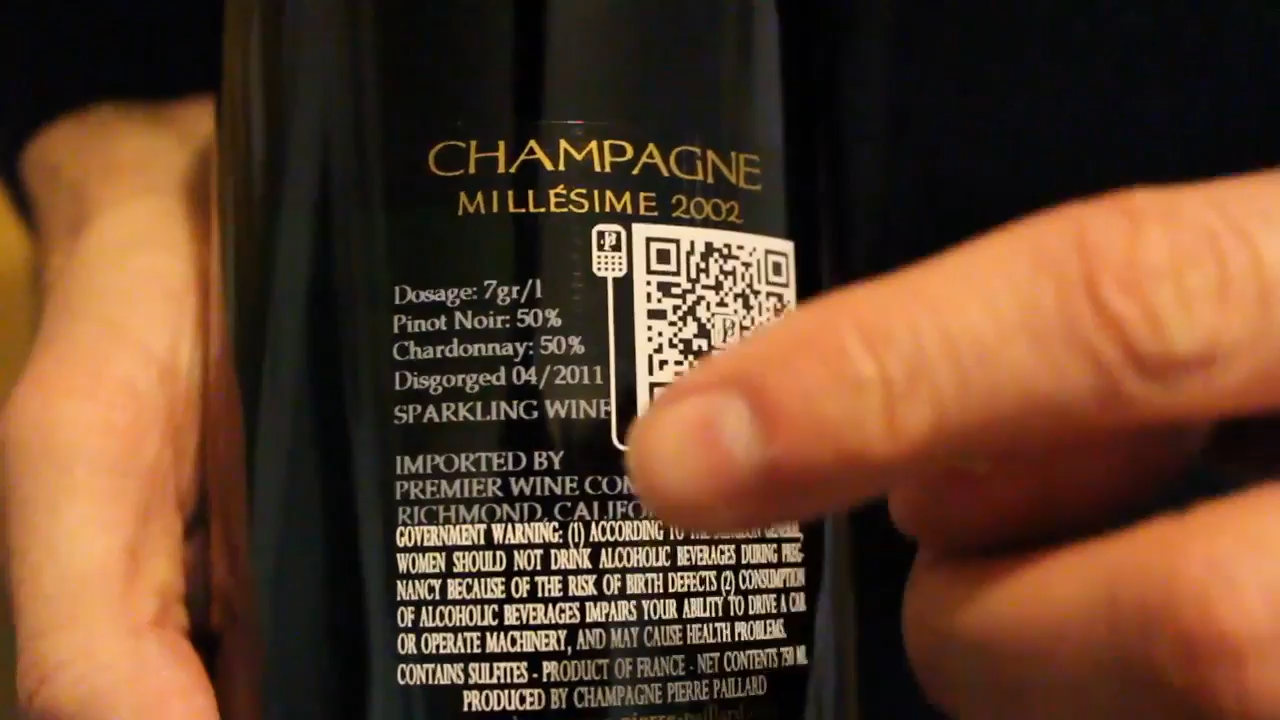 CHAMPAGNE
MILLÉSIME 2002
Dosage: 7gr/l
Pinot Noir: 50%
Chardonnay: 50%
Disgorged 04/2011
SPARKLING WINE
IMPORTED BY
PREMIER WINE
RICHMOND,
GOVERNMENT WARNING: (1) ACCORDING TO THE SURGEON GENERAL,
WOMEN SHOULD NOT DRINK ALCOHOLIC BEVERAGES DURING PREG-
NANCY BECAUSE OF THE RISK OF BIRTH DEFECTS (2) CONSUMPTION
OF ALCOHOLIC BEVERAGES IMPAIRS YOUR ABILITY TO DRIVE A CAR
OR OPERATE MACHINERY, AND MAY CAUSE HEALTH PROBLEMS.
CONTAINS SULFITES - PRODUCT OF FRANCE - NET CONTENTS 750 ML
PRODUCED BY CHAMPAGNE PIERRE PAILLARD